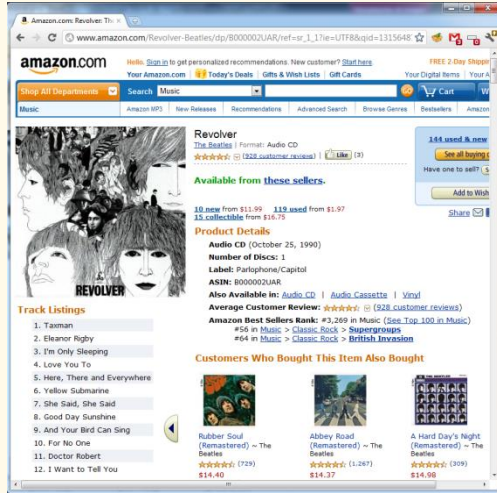 Amazon.com: Revolver: The
www.amazon.com/Revolver-Beatles/dp/B000002UAR/ref=sr_1_1?ie=UTF8&qid=1315648
amazon.com
Hello. Sign in to get personalized recommendations. New customer? Start here.
FREE 2-Day Shipping
Your Amazon.com
Today's Deals
Gifts & Wish Lists
Gift Cards
Your Digital Items
Your A
Shop All Departments
Search
Music
GO
Cart
W
Music
Amazon MP3
New Releases
Recommendations
Advanced Search
Browse Genres
Bestsellers
Amazon
REVOLVER
Revolver
The Beatles | Format: Audio CD
(928 customer reviews) | Like (3)
Available from these sellers.
10 new from $11.99 119 used from $1.97
15 collectible from $16.75
144 used & new
See all buying o
Have one to sell? S
Add to Wish
Share
Product Details
Audio CD (October 25, 1990)
Number of Discs: 1
Label: Parlophone/Capitol
ASIN: B000002UAR
Also Available in: Audio CD | Audio Cassette | Vinyl
Average Customer Review: (928 customer reviews)
Amazon Best Sellers Rank: #3,269 in Music (See Top 100 in Music)
#56 in Music > Classic Rock > Supergroups
#64 in Music > Classic Rock > British Invasion
Track Listings
1. Taxman
2. Eleanor Rigby
3. I'm Only Sleeping
4. Love You To
5. Here, There and Everywhere
6. Yellow Submarine
7. She Said, She Said
8. Good Day Sunshine
9. And Your Bird Can Sing
10. For No One
11. Doctor Robert
12. I Want to Tell You
Customers Who Bought This Item Also Bought
Rubber Soul
(Remastered) ~ The
Beatles
(729)
$14.40
Abbey Road
(Remastered) ~ The
Beatles
(1,267)
$14.37
A Hard Day's Night
(Remastered) ~ The
Beatles
(309)
$14.98